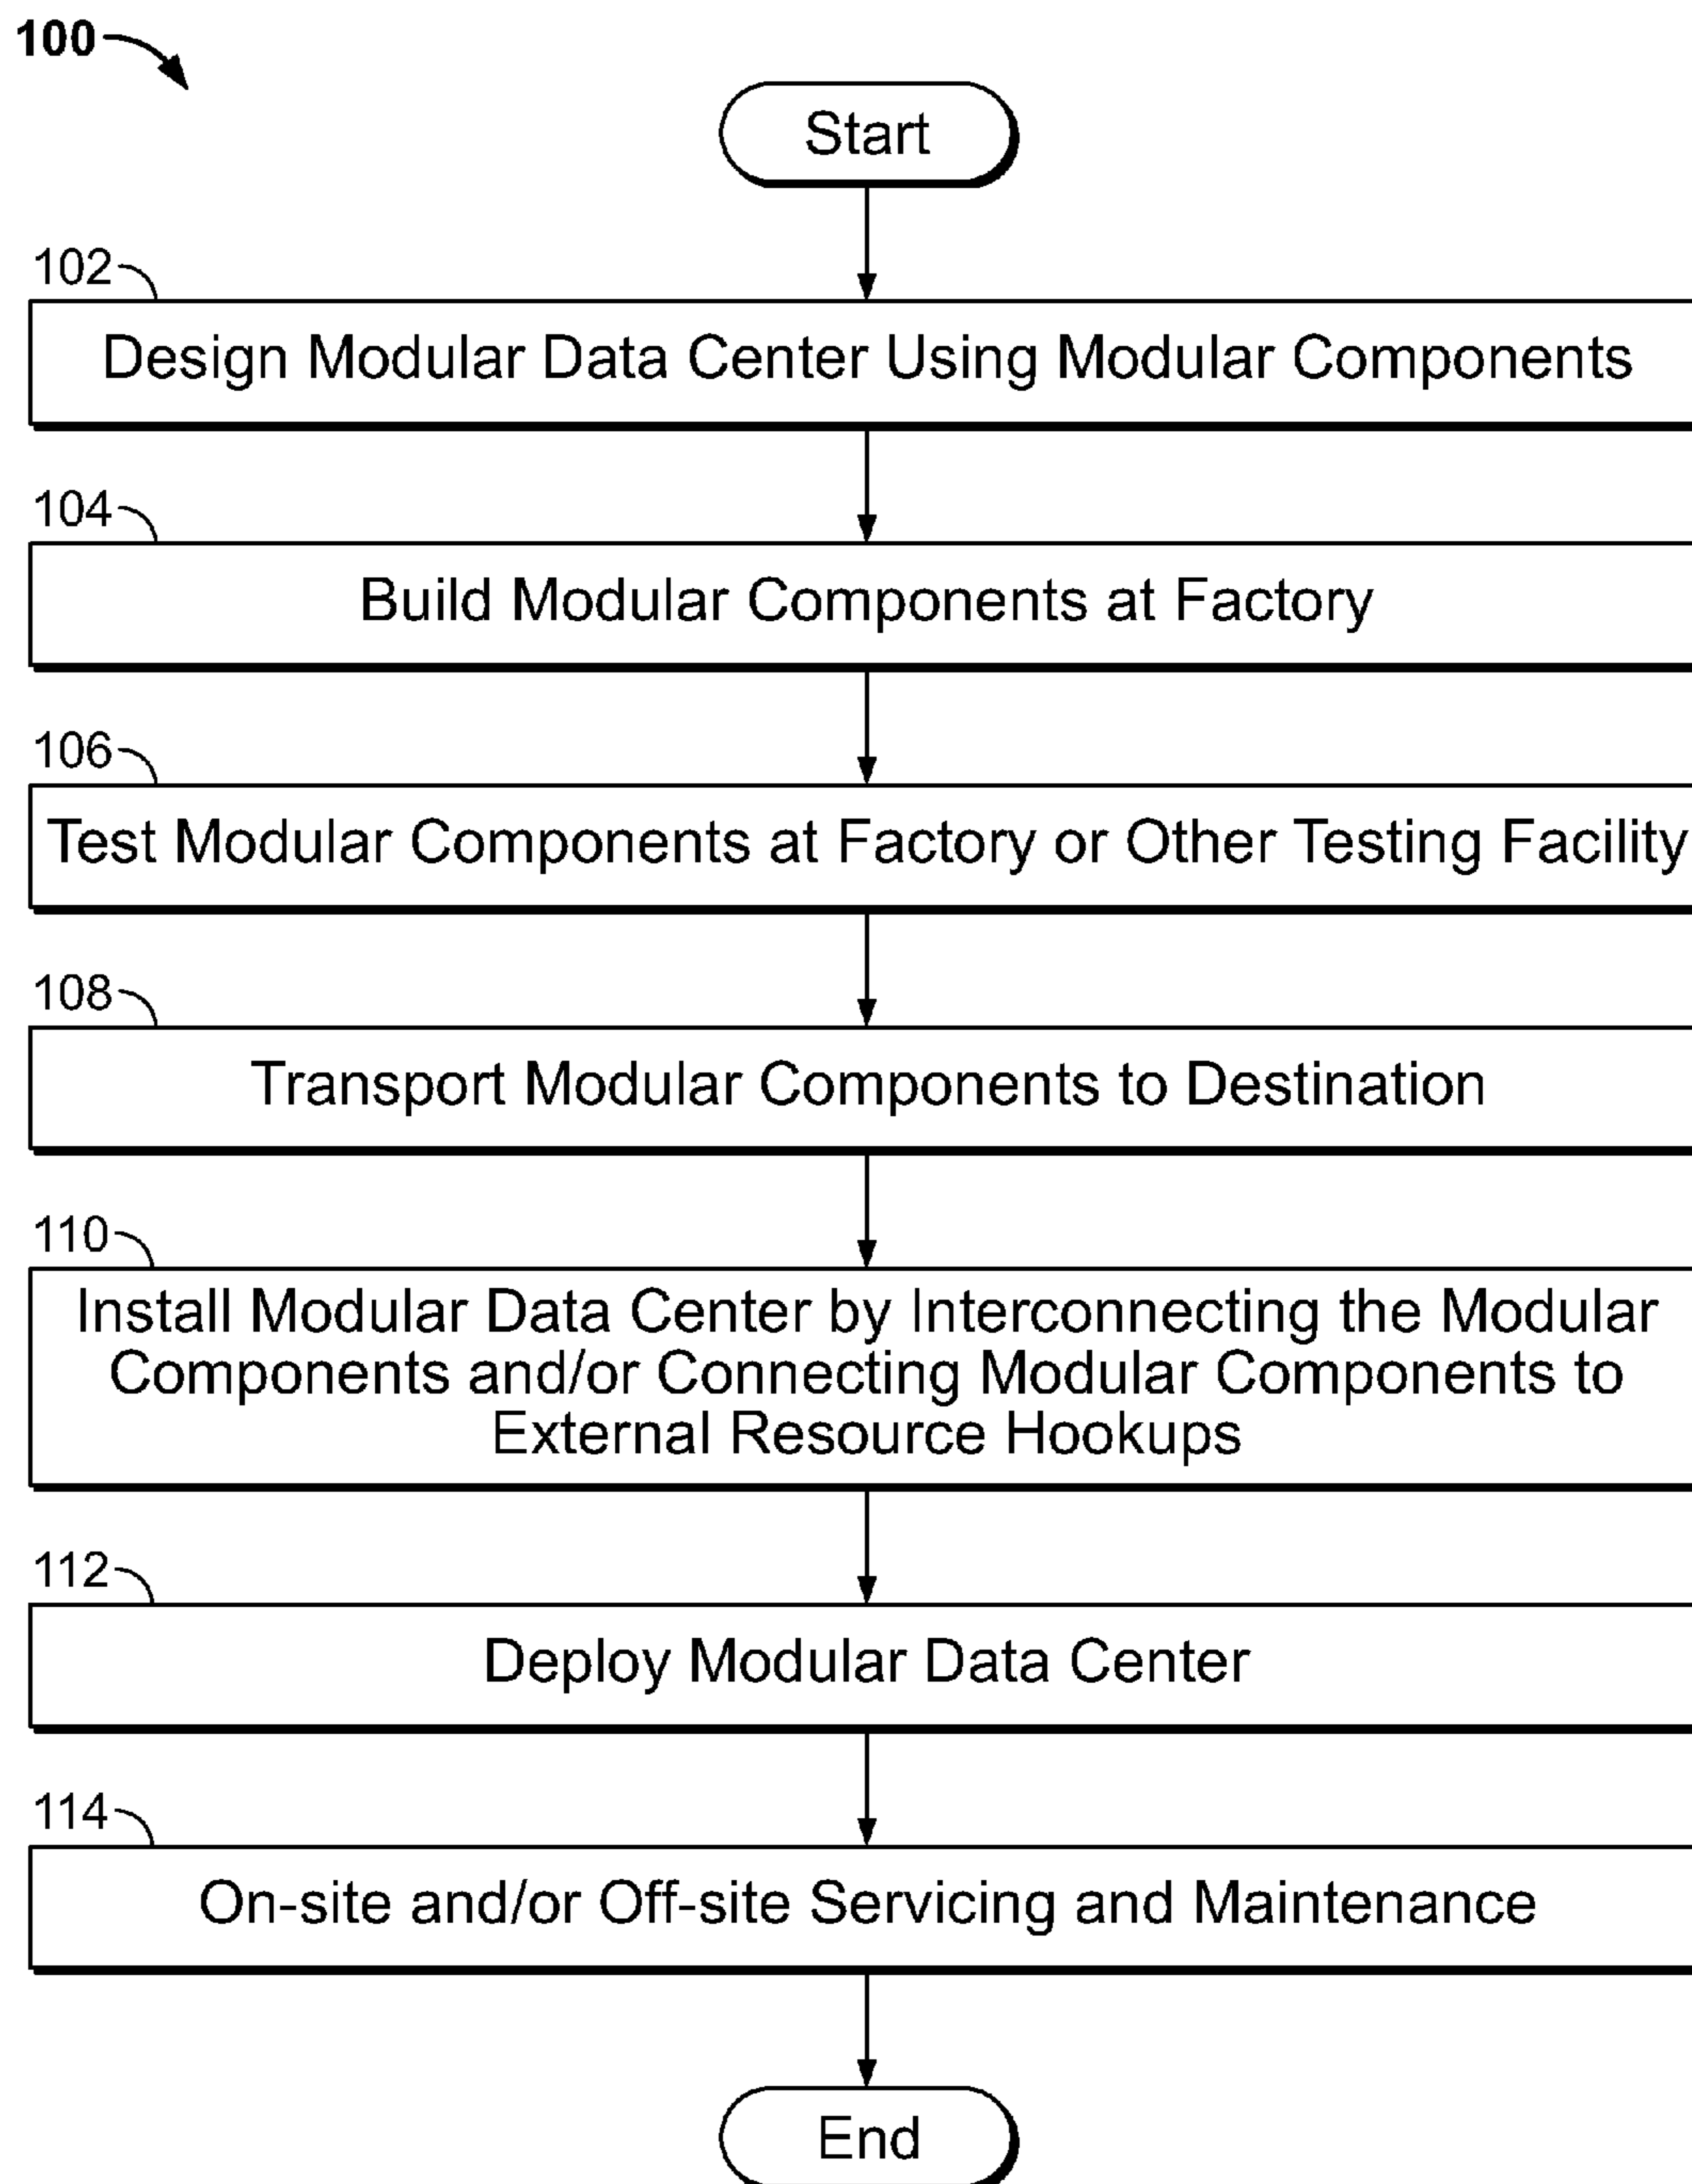 100
Start
102
Design Modular Data Center Using Modular Components
104
Build Modular Components at Factory
106
Test Modular Components at Factory or Other Testing Facility
108
Transport Modular Components to Destination
110
Install Modular Data Center by Interconnecting the Modular
Components and/or Connecting Modular Components to
External Resource Hookups
112
Deploy Modular Data Center
114
On-site and/or Off-site Servicing and Maintenance
End